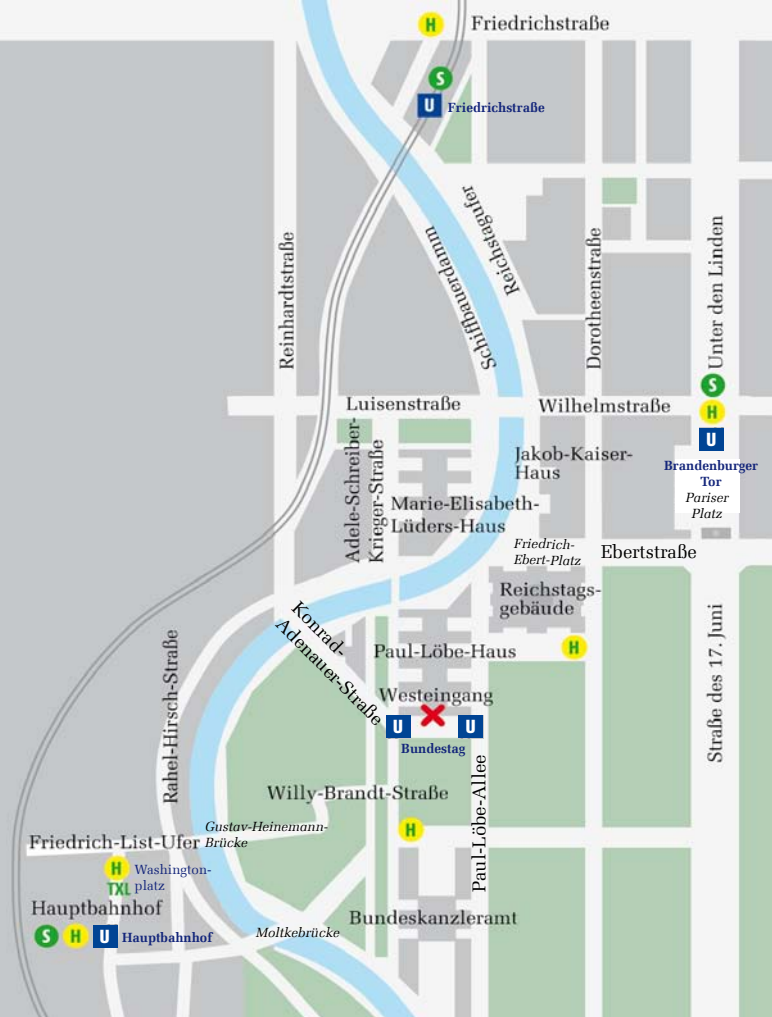 H
Friedrichstraße
S
U
Friedrichstraße
Reichstagufer
Schiffbauerdamm
Reinhardtstraße
Dorotheenstraße
Unter den Linden
S
H
U
Luisenstraße
Wilhelmstraße
Brandenburger
Tor
Pariser
Platz
Jakob-Kaiser-
Haus
Adele-Schreiber-
Krieger-Straße
Marie-Elisabeth-
Lüders-Haus
Friedrich-
Ebert-Platz
Ebertstraße
Reichstags-
gebäude
Konrad-
Adenauer-Straße
Paul-Löbe-Haus
H
Straße des 17. Juni
Rahel-Hirsch-Straße
Westeingang
U
U
Bundestag
Paul-Löbe-Allee
Willy-Brandt-Straße
Gustav-Heinemann-
Brücke
H
Friedrich-List-Ufer
H
TXL
Washington-
platz
Hauptbahnhof
S
H
U
Hauptbahnhof
Bundeskanzleramt
Moltkebrücke